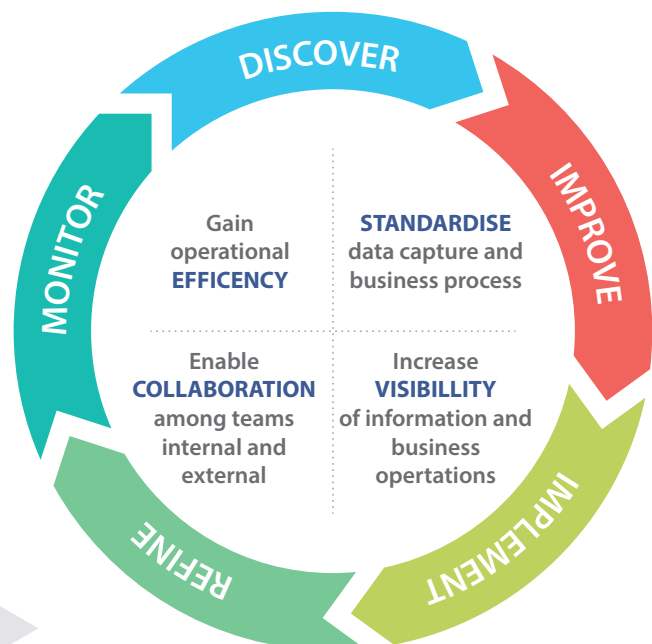 DISCOVER
IMPROVE
IMPLEMENT
REFINE
MONITOR
Gain
operational
EFFICENCY
STANDARDISE
data capture and
business process
Enable
COLLABORATION
among teams
internal and
external
Increase
VISIBILLITY
of information and
business
opertations